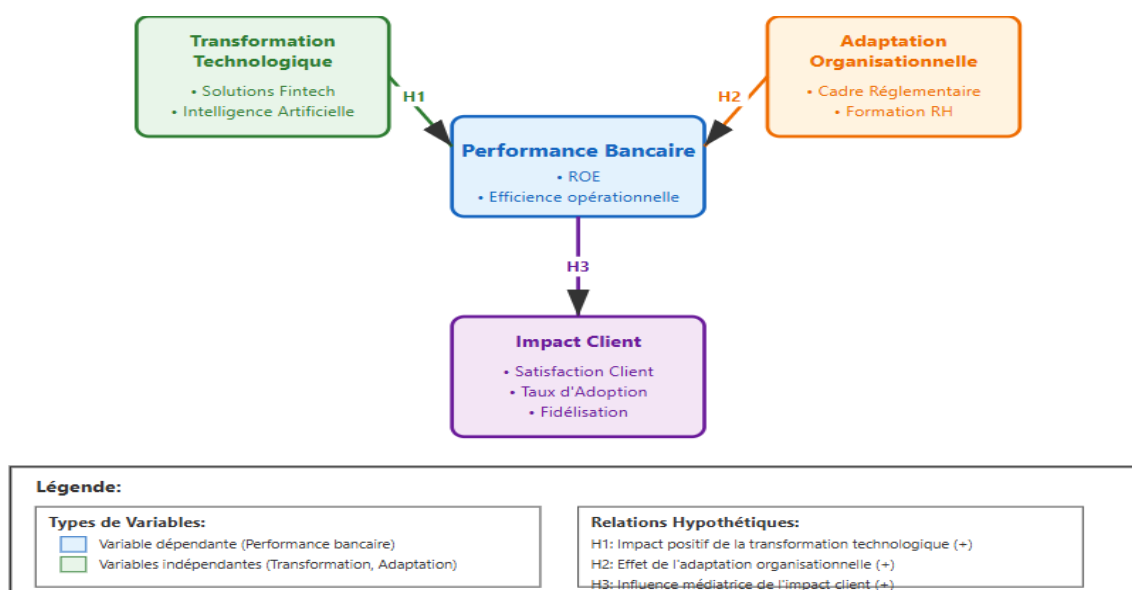 Transformation
Technologique
• Solutions Fintech
• Intelligence Artificielle
Adaptation
Organisationnelle
• Cadre Réglementaire
• Formation RH
H1
H2
Performance Bancaire
• ROE
• Efficience opérationnelle
H3
Impact Client
• Satisfaction Client
• Taux d'Adoption
• Fidélisation
Légende:
Types de Variables:
Variable dépendante (Performance bancaire)
Variables indépendantes (Transformation, Adaptation)
Relations Hypothétiques:
H1: Impact positif de la transformation technologique (+)
H2: Effet de l'adaptation organisationnelle (+)
H3: Influence médiatrice de l'impact client (+)